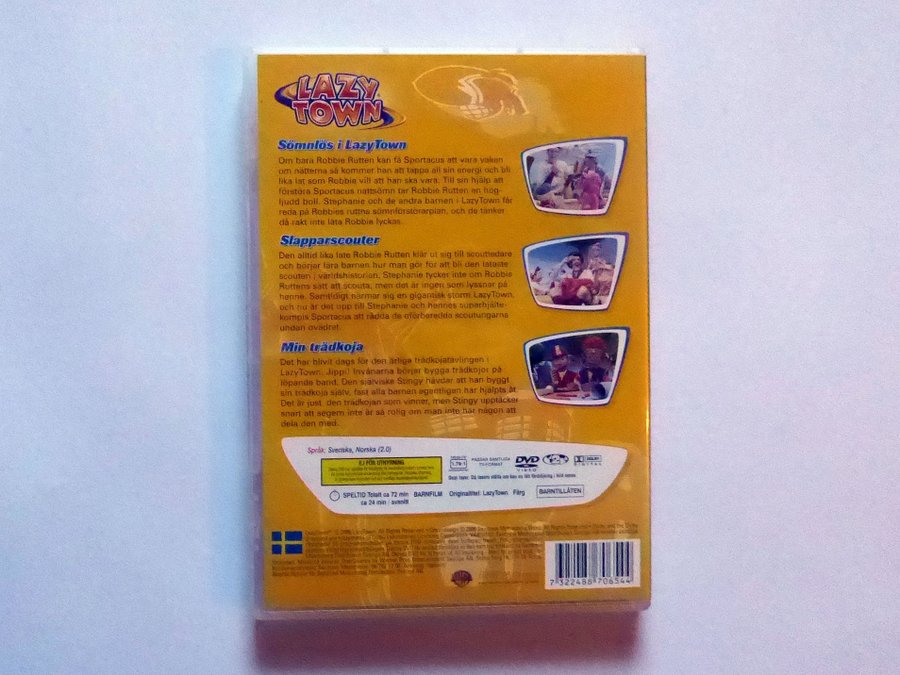 LAZY
TOWN
Sömnlös i LazyTown
Om bara Robbie Rutten kan få Sportacus att vara vaken
om nätterna så kommer han att tappa all sin energi och bli
lika lat som Robbie vill att han ska vara. Till sin hjälp att
förstöra Sportacus nattsömn tar Robbie Rutten en hög-
ljudd boll. Stephanie och de andra barnen i LazyTown får
reda på Robbies ruttna sömnförstörarplan, och de tänker
då rakt inte låta Robbie lyckas.
Slapparscouter
Den alltid lika late Robbie Rutten klär ut sig till scoutledare
och börjar lära barnen hur man gör för att bli den lataste
scouten i världshistorien. Stephanie tycker inte om Robbie
Ruttens sätt att scouta, men det är ingen som lyssnar på
henne. Samtidigt närmar sig en gigantisk storm LazyTown,
och nu är det upp till Stephanie och hennes superhjälte-
kompis Sportacus att rädda de oförberedda scoutungarna
undan ovädret.
Min trädkoja
Det har blivit dags för den årliga trädkojatävlingen i
LazyTown. Jippi! Invånarna börjar bygga trädkojor på
löpande band. Den själviske Stingy hävdar att han byggt
sin trädkoja själv, fast alla barnen egentligen har hjälpts åt.
Det är just den trädkojan som vinner, men Stingy upptäcker
snart att segern inte är så rolig om man inte har någon att
dela den med.
Språk: Svenska, Norska (2.0)
EJ FÖR UTHYRNING
1.78:1
PASSAR SAMTLIGA
TV-FORMAT
DVD
VIDEO
DOLBY
DIGITAL
SPELTID Totalt ca 72 min BARNFILM Originaltitel: LazyTown Färg
ca 24 min / avsnitt
BARNTILLÅTEN
7 322488 706544